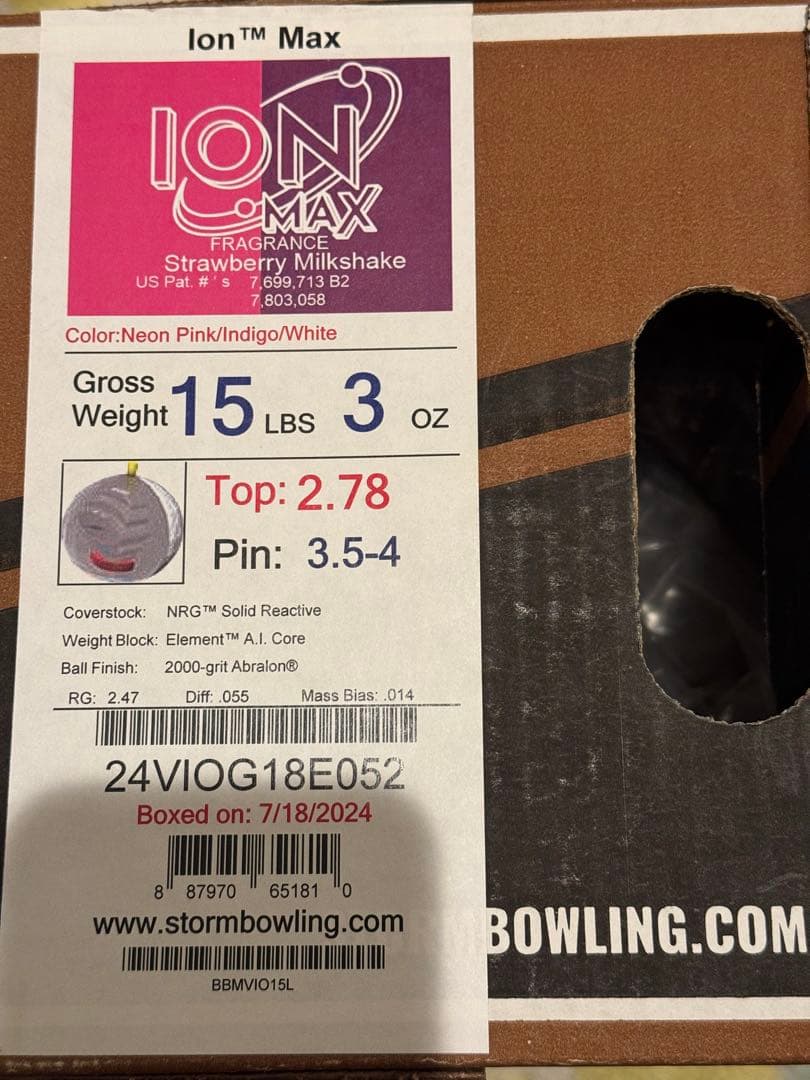 Ion™ Max
ION
MAX
FRAGRANCE
Strawberry Milkshake
US Pat. # ' s 7,699,713 B2
7,803,058
Color:Neon Pink/Indigo/White
Gross Weight 15 LBS 3 OZ
Top: 2.78
Pin: 3.5-4
Coverstock: NRG™ Solid Reactive
Weight Block: Element™ A.I. Core
Ball Finish: 2000-grit Abralon®
RG: 2.47 Diff: .055 Mass Bias: .014
24VIOG18E052
Boxed on: 7/18/2024
8 87970 65181 0
www.stormbowling.com
BBMVIO15L
BOWLING.COM